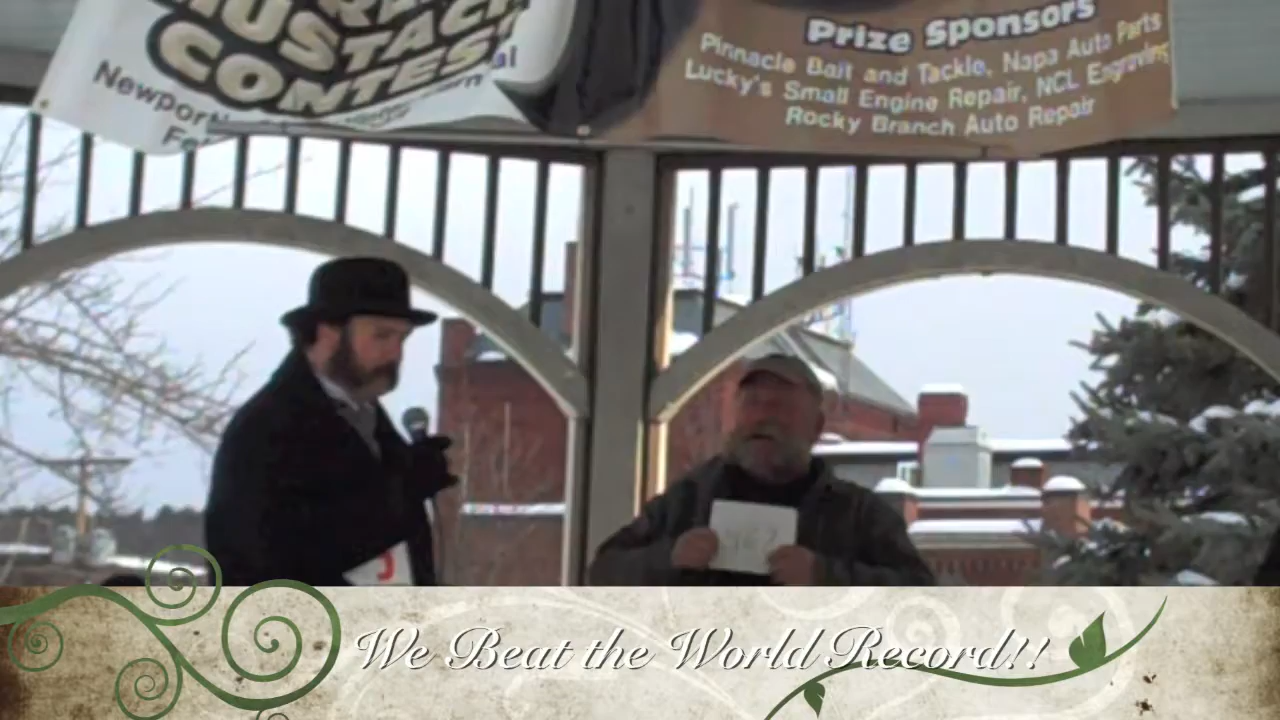 MUSTACH
CONTEST
Newport
Prize Sponsors
Pinnacle Bait and Tackle, Napa Auto Parts
Lucky's Small Engine Repair, NCL Engraving
Rocky Branch Auto Repair
We Beat the World Record!!